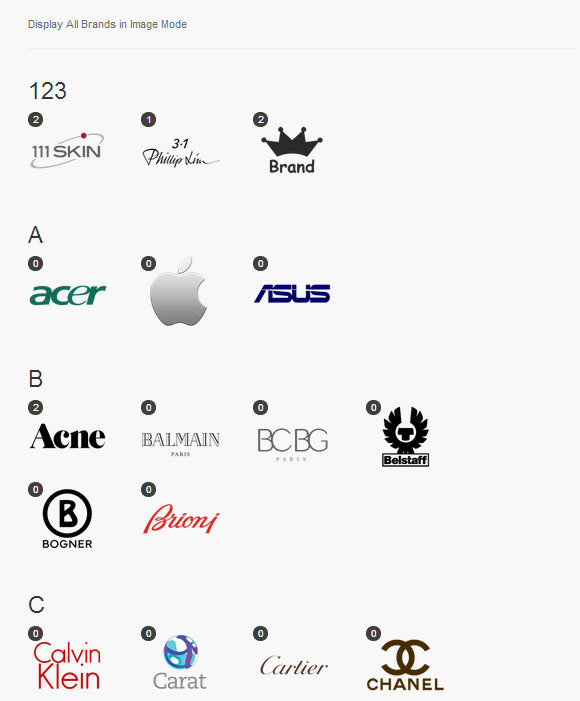 Display All Brands in Image Mode
123
2 1 2
111 SKIN
3·1
Phillip Lim
Brand
A
0 0 0
acer
ASUS
B
2 0 0 0
Acne
BALMAIN
PARIS
BCBG
PARIS
Belstaff
0 0
B
BOGNER
Brioni
C
0 0 0 0
Calvin
Klein
Carat
Cartier
CHANEL